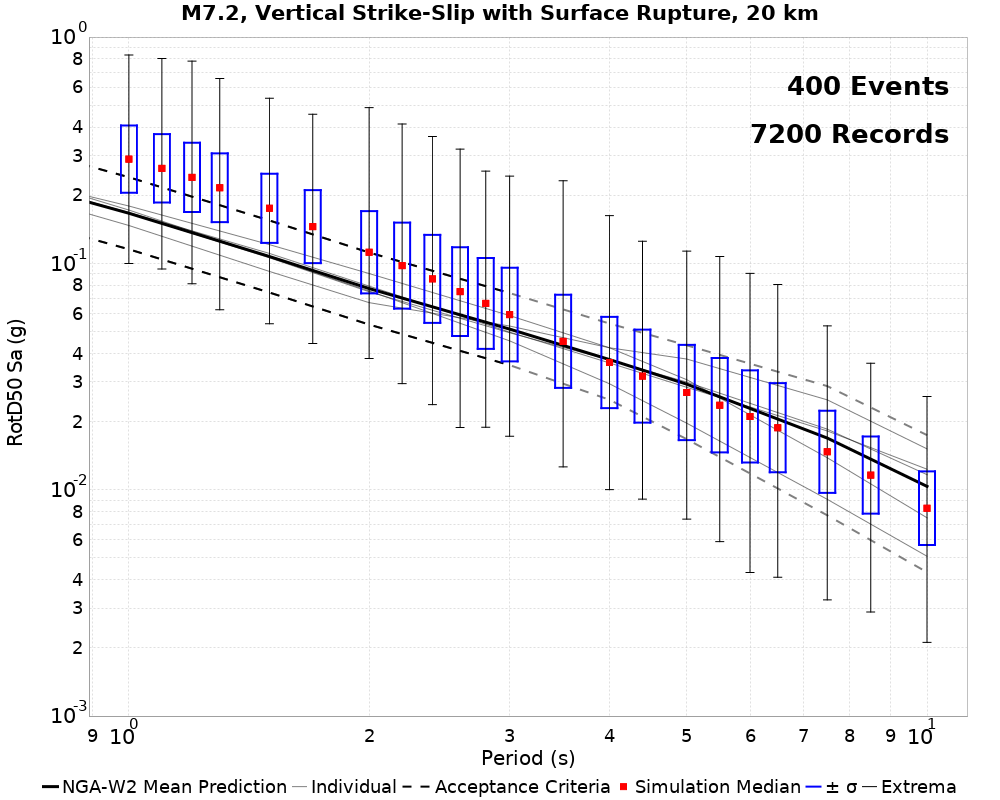 M7.2, Vertical Strike-Slip with Surface Rupture, 20 km
400 Events
7200 Records
RotD50 Sa (g)
10^0
8
6
4
3
2
10^-1
8
6
4
3
2
10^-2
8
6
4
3
2
10^-3
9 10^0 2 3 4 5 6 7 8 9 10^1
Period (s)
NGA-W2 Mean Prediction Individual Acceptance Criteria Simulation Median ± σ Extrema